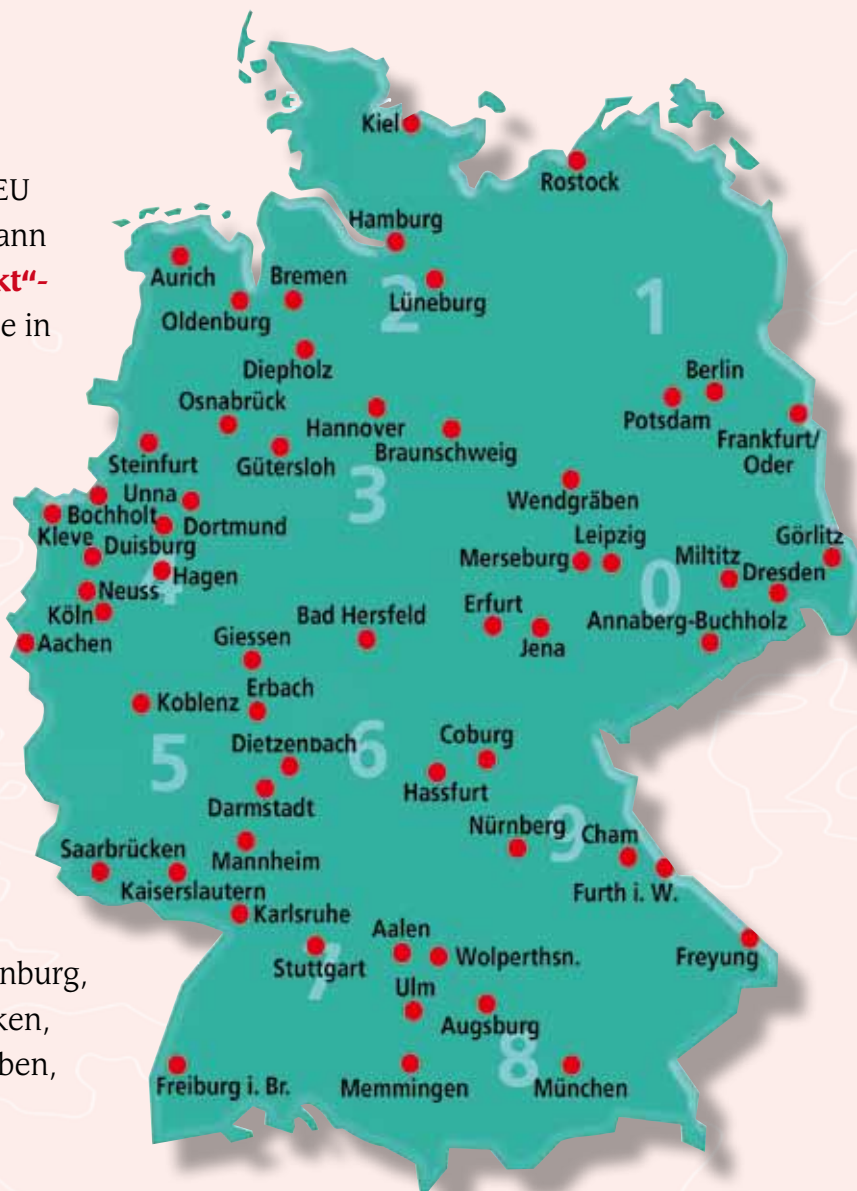 EU
ann
kt“-
e in
Kiel
Rostock
Hamburg
Aurich
Bremen
2
Lüneburg
1
Oldenburg
Diepholz
Berlin
Osnabrück
Hannover
Potsdam
Frankfurt/
Oder
Steinfurt
Gütersloh
Braunschweig
3
Wendgräben
Unna
Bochholt
Dortmund
Kleve
Duisburg
Leipzig
Görlitz
Merseburg
Miltitz
Dresden
Hagen
4
0
Neuss
Köln
Erfurt
Bad Hersfeld
Annaberg-Buchholz
Aachen
Giessen
Jena
Koblenz
Erbach
Dietzenbach
6
Coburg
5
Hassfurt
Darmstadt
Nürnberg
9
Cham
Saarbrücken
Mannheim
Kaiserslautern
Furth i. W.
Karlsruhe
Aalen
Stuttgart
Wolperthsn.
Freyung
7
nburg,
Ulm
Augsburg
ken,
8
ben,
Freiburg i. Br.
Memmingen
München